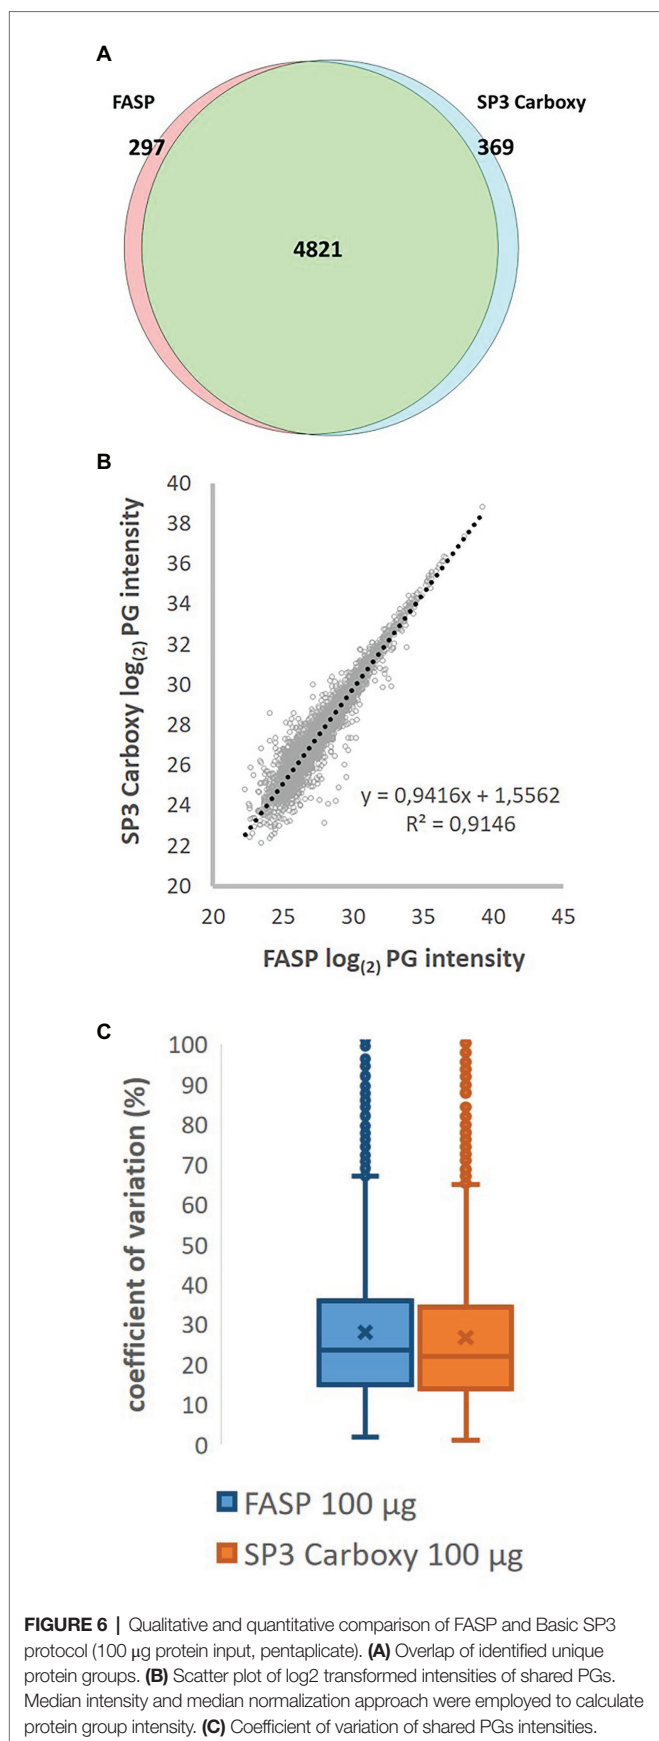 A
FASP
SP3 Carboxy
297
369
4821
B
40
38
36
34
32
30
28
26
24
22
20
SP3 Carboxy log(2) PG intensity
y = 0,9416x + 1,5562
R² = 0,9146
20 25 30 35 40 45
FASP log(2) PG intensity
C
100
90
80
70
60
50
40
30
20
10
0
coefficient of variation (%)
FASP 100 µg
SP3 Carboxy 100 µg
FIGURE 6 | Qualitative and quantitative comparison of FASP and Basic SP3
protocol (100 µg protein input, pentaplicate). (A) Overlap of identified unique
protein groups. (B) Scatter plot of log2 transformed intensities of shared PGs.
Median intensity and median normalization approach were employed to calculate
protein group intensity. (C) Coefficient of variation of shared PGs intensities.